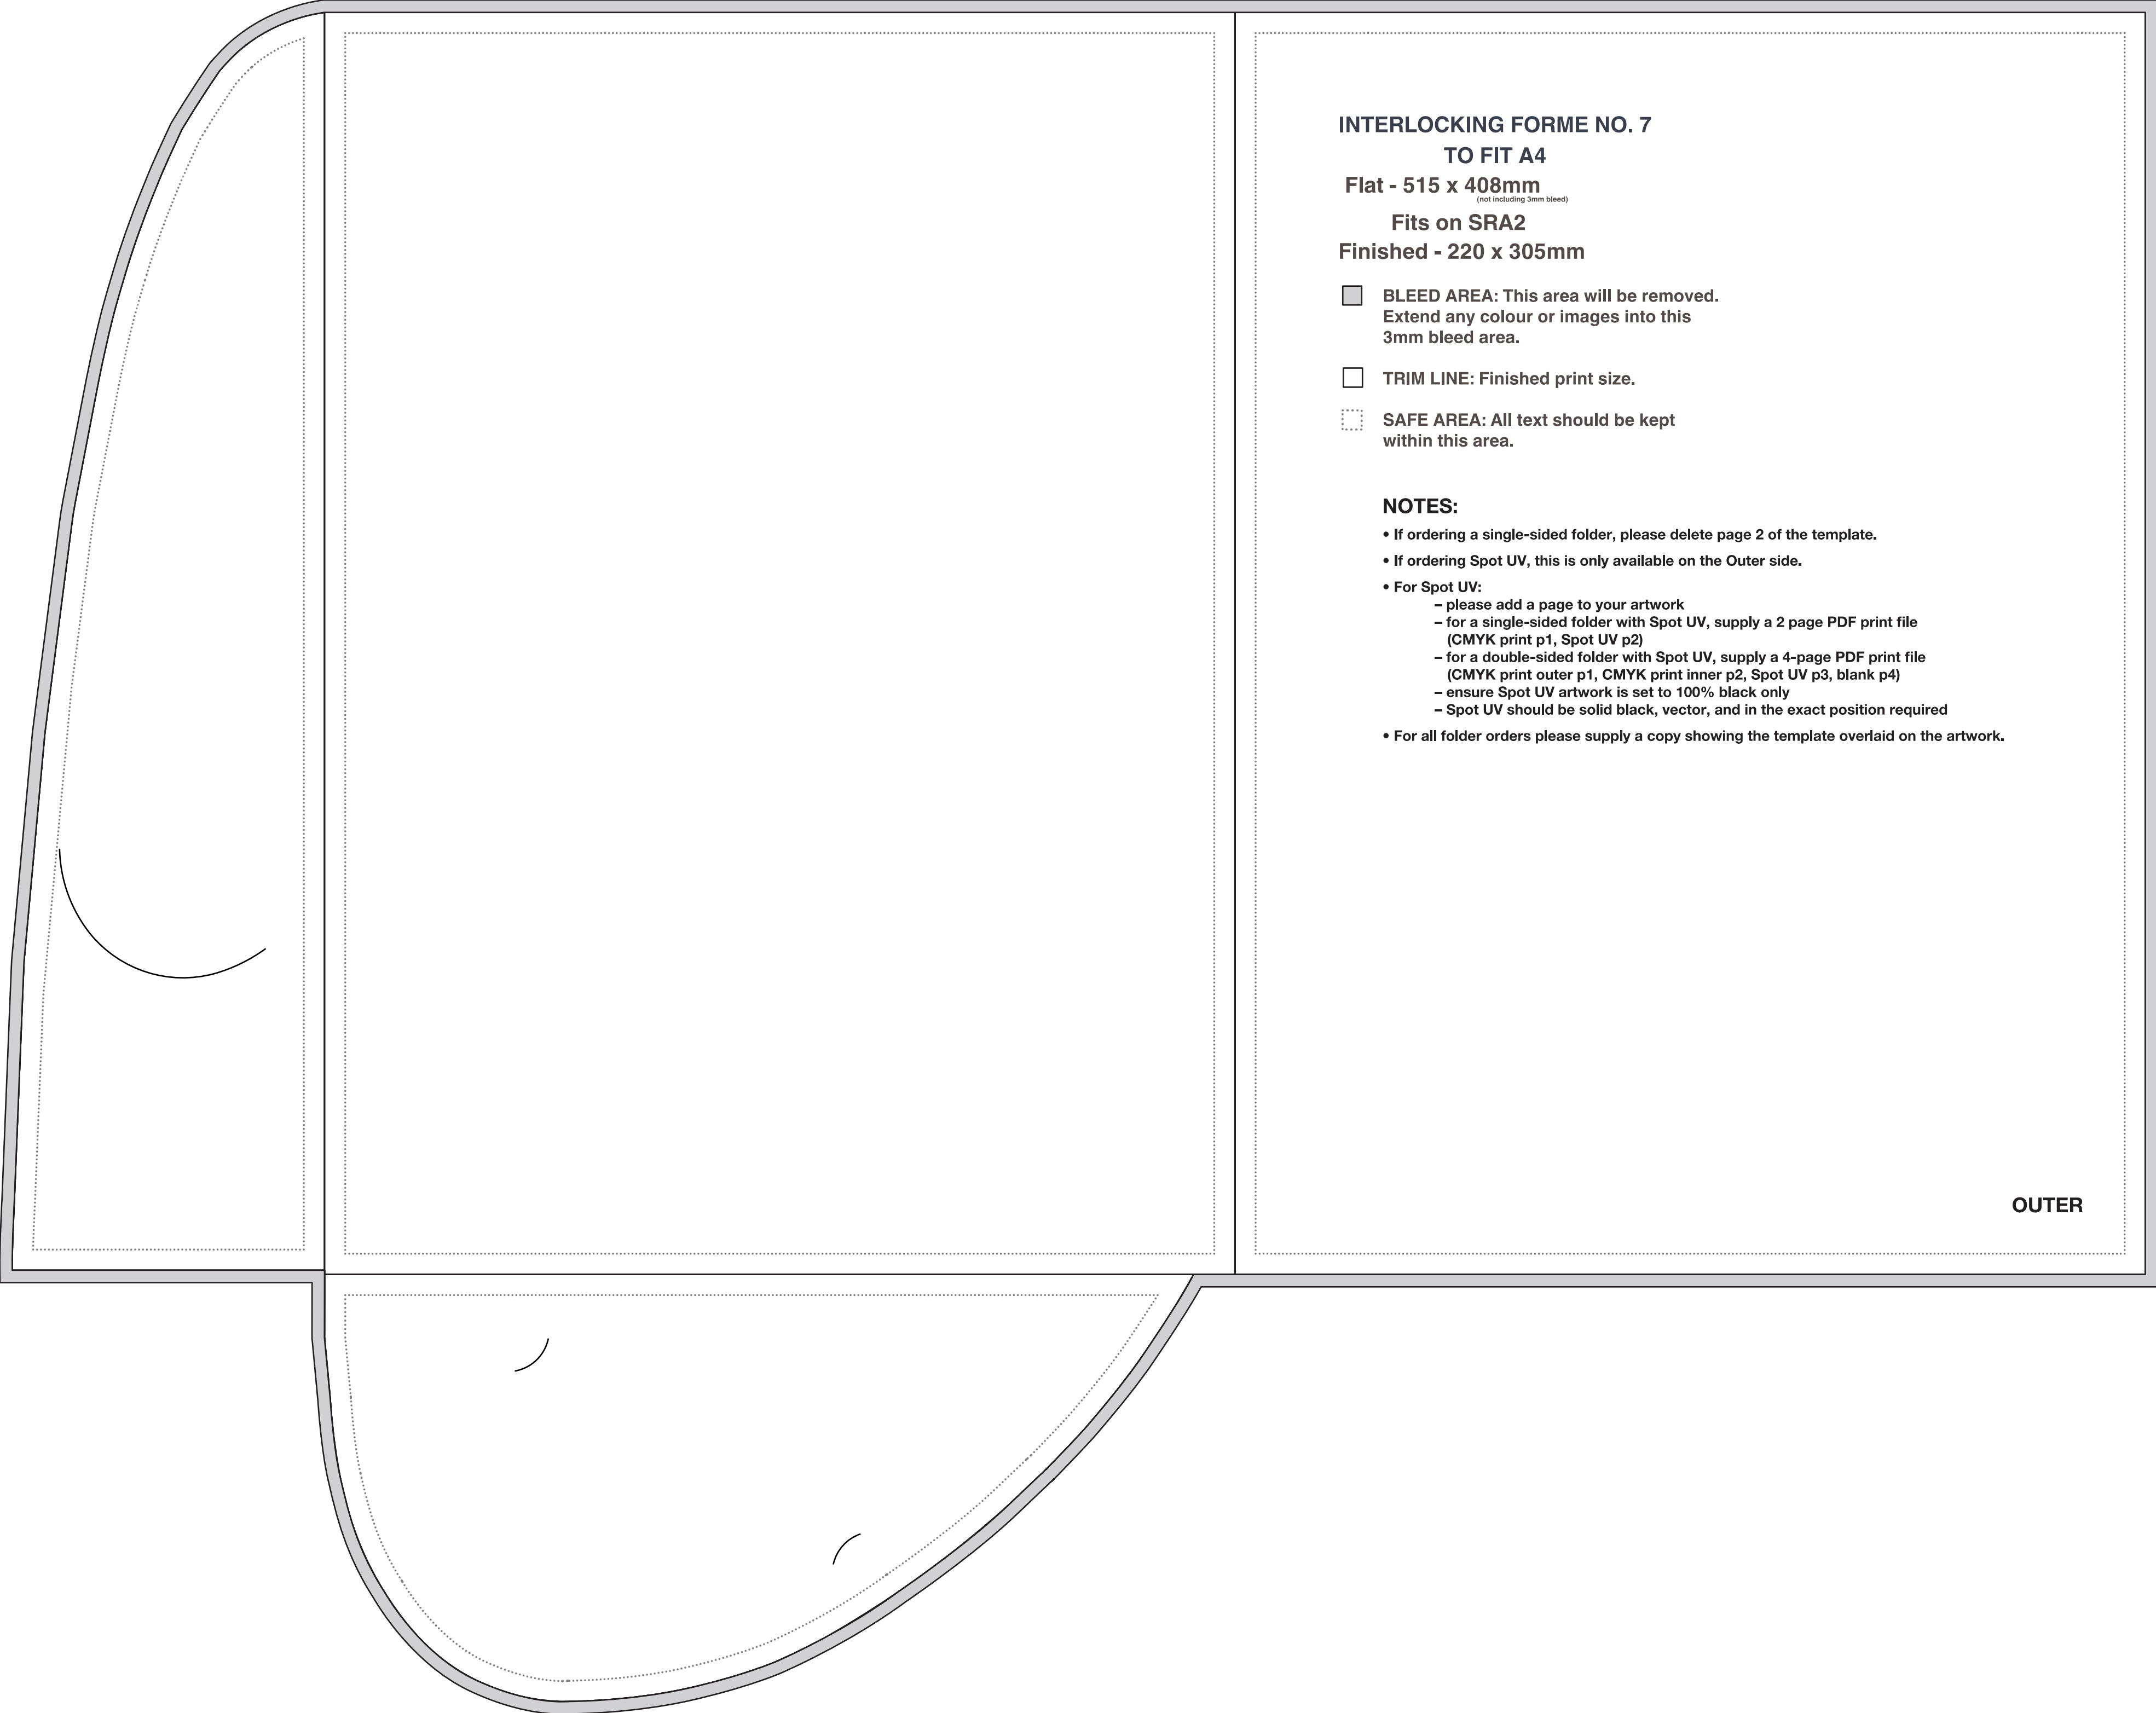 INTERLOCKING FORME NO. 7
TO FIT A4
Flat - 515 x 408mm
(not including 3mm bleed)
Fits on SRA2
Finished - 220 x 305mm
BLEED AREA: This area will be removed.
Extend any colour or images into this
3mm bleed area.
TRIM LINE: Finished print size.
SAFE AREA: All text should be kept
within this area.
NOTES:
• If ordering a single-sided folder, please delete page 2 of the template.
• If ordering Spot UV, this is only available on the Outer side.
• For Spot UV:
– please add a page to your artwork
– for a single-sided folder with Spot UV, supply a 2 page PDF print file
(CMYK print p1, Spot UV p2)
– for a double-sided folder with Spot UV, supply a 4-page PDF print file
(CMYK print outer p1, CMYK print inner p2, Spot UV p3, blank p4)
– ensure Spot UV artwork is set to 100% black only
– Spot UV should be solid black, vector, and in the exact position required
• For all folder orders please supply a copy showing the template overlaid on the artwork.
OUTER